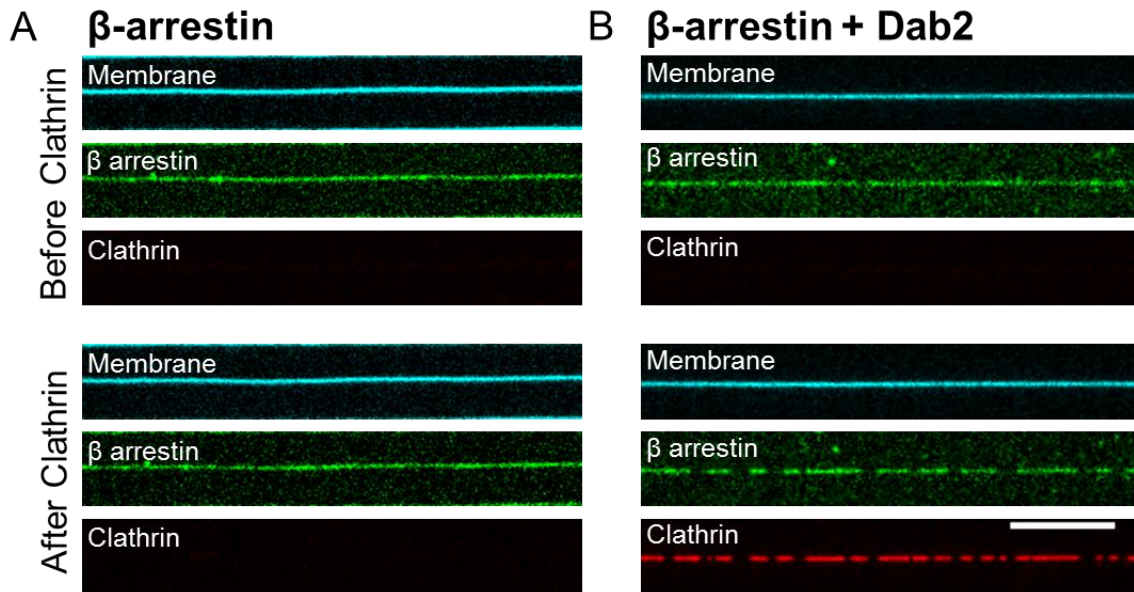 A
β-arrestin
Before Clathrin
Membrane
β arrestin
Clathrin
After Clathrin
Membrane
β arrestin
Clathrin
B
β-arrestin + Dab2
Membrane
β arrestin
Clathrin
Membrane
β arrestin
Clathrin